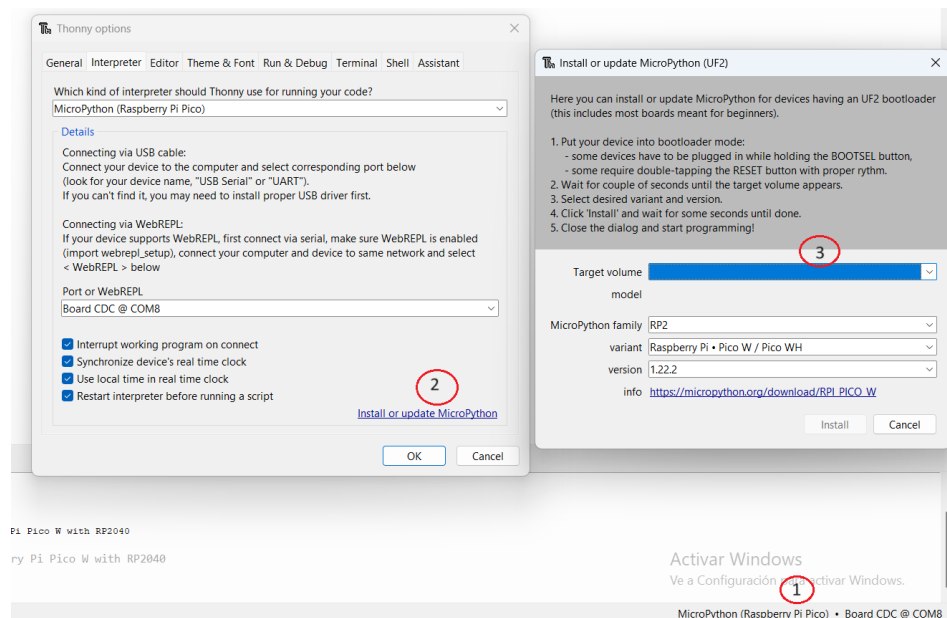 Thonny options
General Interpreter Editor Theme & Font Run & Debug Terminal Shell Assistant
Which kind of interpreter should Thonny use for running your code?
MicroPython (Raspberry Pi Pico)
Details
Connecting via USB cable:
Connect your device to the computer and select corresponding port below
(look for your device name, "USB Serial" or "UART").
If you can't find it, you may need to install proper USB driver first.
Connecting via WebREPL:
If your device supports WebREPL, first connect via serial, make sure WebREPL is enabled
(import webrepl_setup), connect your computer and device to same network and select
< WebREPL > below
Port or WebREPL
Board CDC @ COM8
Interrupt working program on connect
Synchronize device's real time clock
Use local time in real time clock
Restart interpreter before running a script
2
Install or update MicroPython
OK Cancel
Install or update MicroPython (UF2)
Here you can install or update MicroPython for devices having an UF2 bootloader
(this includes most boards meant for beginners).
1. Put your device into bootloader mode:
- some devices have to be plugged in while holding the BOOTSEL button,
- some require double-tapping the RESET button with proper rythm.
2. Wait for couple of seconds until the target volume appears.
3. Select desired variant and version.
4. Click 'Install' and wait for some seconds until done.
5. Close the dialog and start programming!
3
Target volume
model
MicroPython family RP2
variant Raspberry Pi • Pico W / Pico WH
version 1.22.2
info https://micropython.org/download/RPI_PICO_W
Install Cancel
Pi Pico W with RP2040
ry Pi Pico W with RP2040
Activar Windows
Ve a Configuración para activar Windows.
1
MicroPython (Raspberry Pi Pico) • Board CDC @ COM8